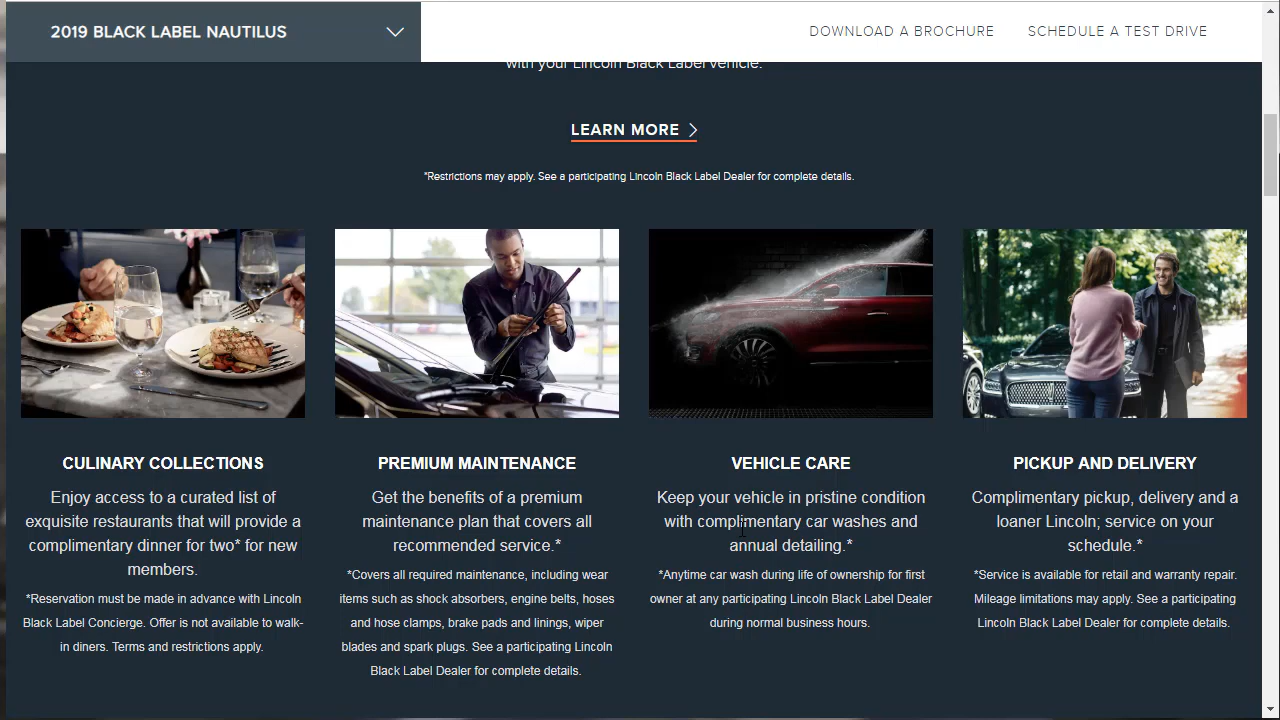 2019 BLACK LABEL NAUTILUS
DOWNLOAD A BROCHURE
SCHEDULE A TEST DRIVE
with your Lincoln Black Label vehicle.
LEARN MORE
*Restrictions may apply. See a participating Lincoln Black Label Dealer for complete details.
CULINARY COLLECTIONS
Enjoy access to a curated list of
exquisite restaurants that will provide a
complimentary dinner for two* for new
members.
*Reservation must be made in advance with Lincoln
Black Label Concierge. Offer is not available to walk-
in diners. Terms and restrictions apply.
PREMIUM MAINTENANCE
Get the benefits of a premium
maintenance plan that covers all
recommended service.*
*Covers all required maintenance, including wear
items such as shock absorbers, engine belts, hoses
and hose clamps, brake pads and linings, wiper
blades and spark plugs. See a participating Lincoln
Black Label Dealer for complete details.
VEHICLE CARE
Keep your vehicle in pristine condition
with complimentary car washes and
annual detailing.*
*Anytime car wash during life of ownership for first
owner at any participating Lincoln Black Label Dealer
during normal business hours.
PICKUP AND DELIVERY
Complimentary pickup, delivery and a
loaner Lincoln; service on your
schedule.*
*Service is available for retail and warranty repair.
Mileage limitations may apply. See a participating
Lincoln Black Label Dealer for complete details.